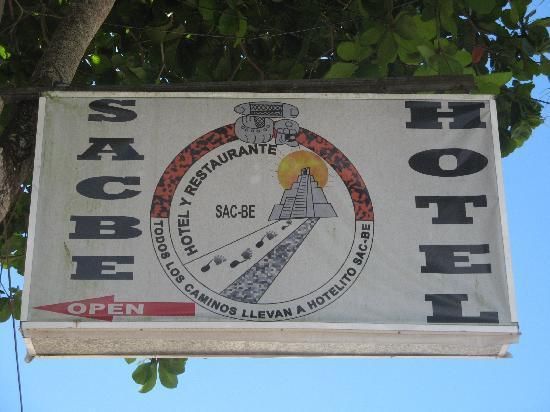 SACBE
HOTEL
HOTEL Y RESTAURANTE
SAC-BE
TODOS LOS CAMINOS LLEVAN A HOTELITO SAC-BE
OPEN